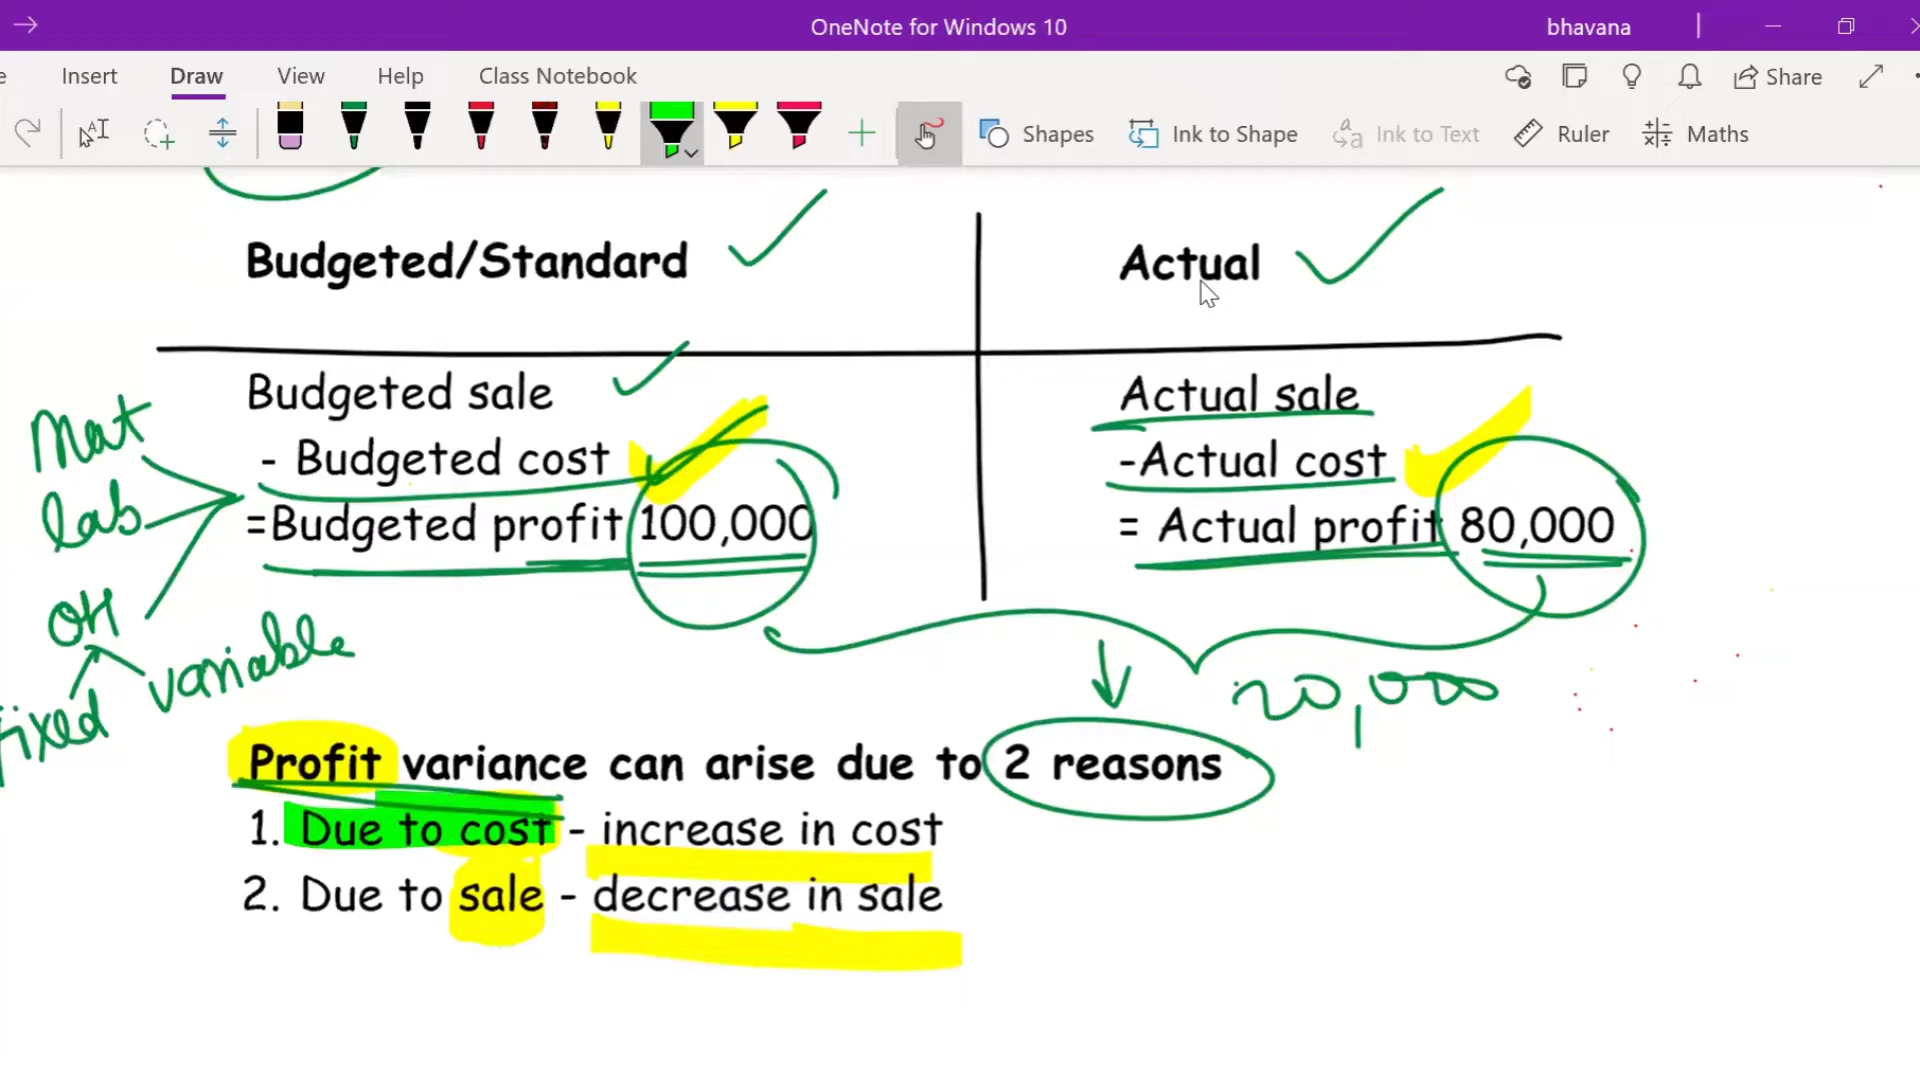 OneNote for Windows 10
bhavana
Insert Draw View Help Class Notebook
Share
Shapes Ink to Shape Ink to Text Ruler Maths
Budgeted/Standard
Actual
Budgeted sale
- Budgeted cost
=Budgeted profit 100,000
Actual sale
-Actual cost
= Actual profit 80,000
Mat
lab
OH
fixed variable
20,000
Profit variance can arise due to 2 reasons
1. Due to cost - increase in cost
2. Due to sale - decrease in sale